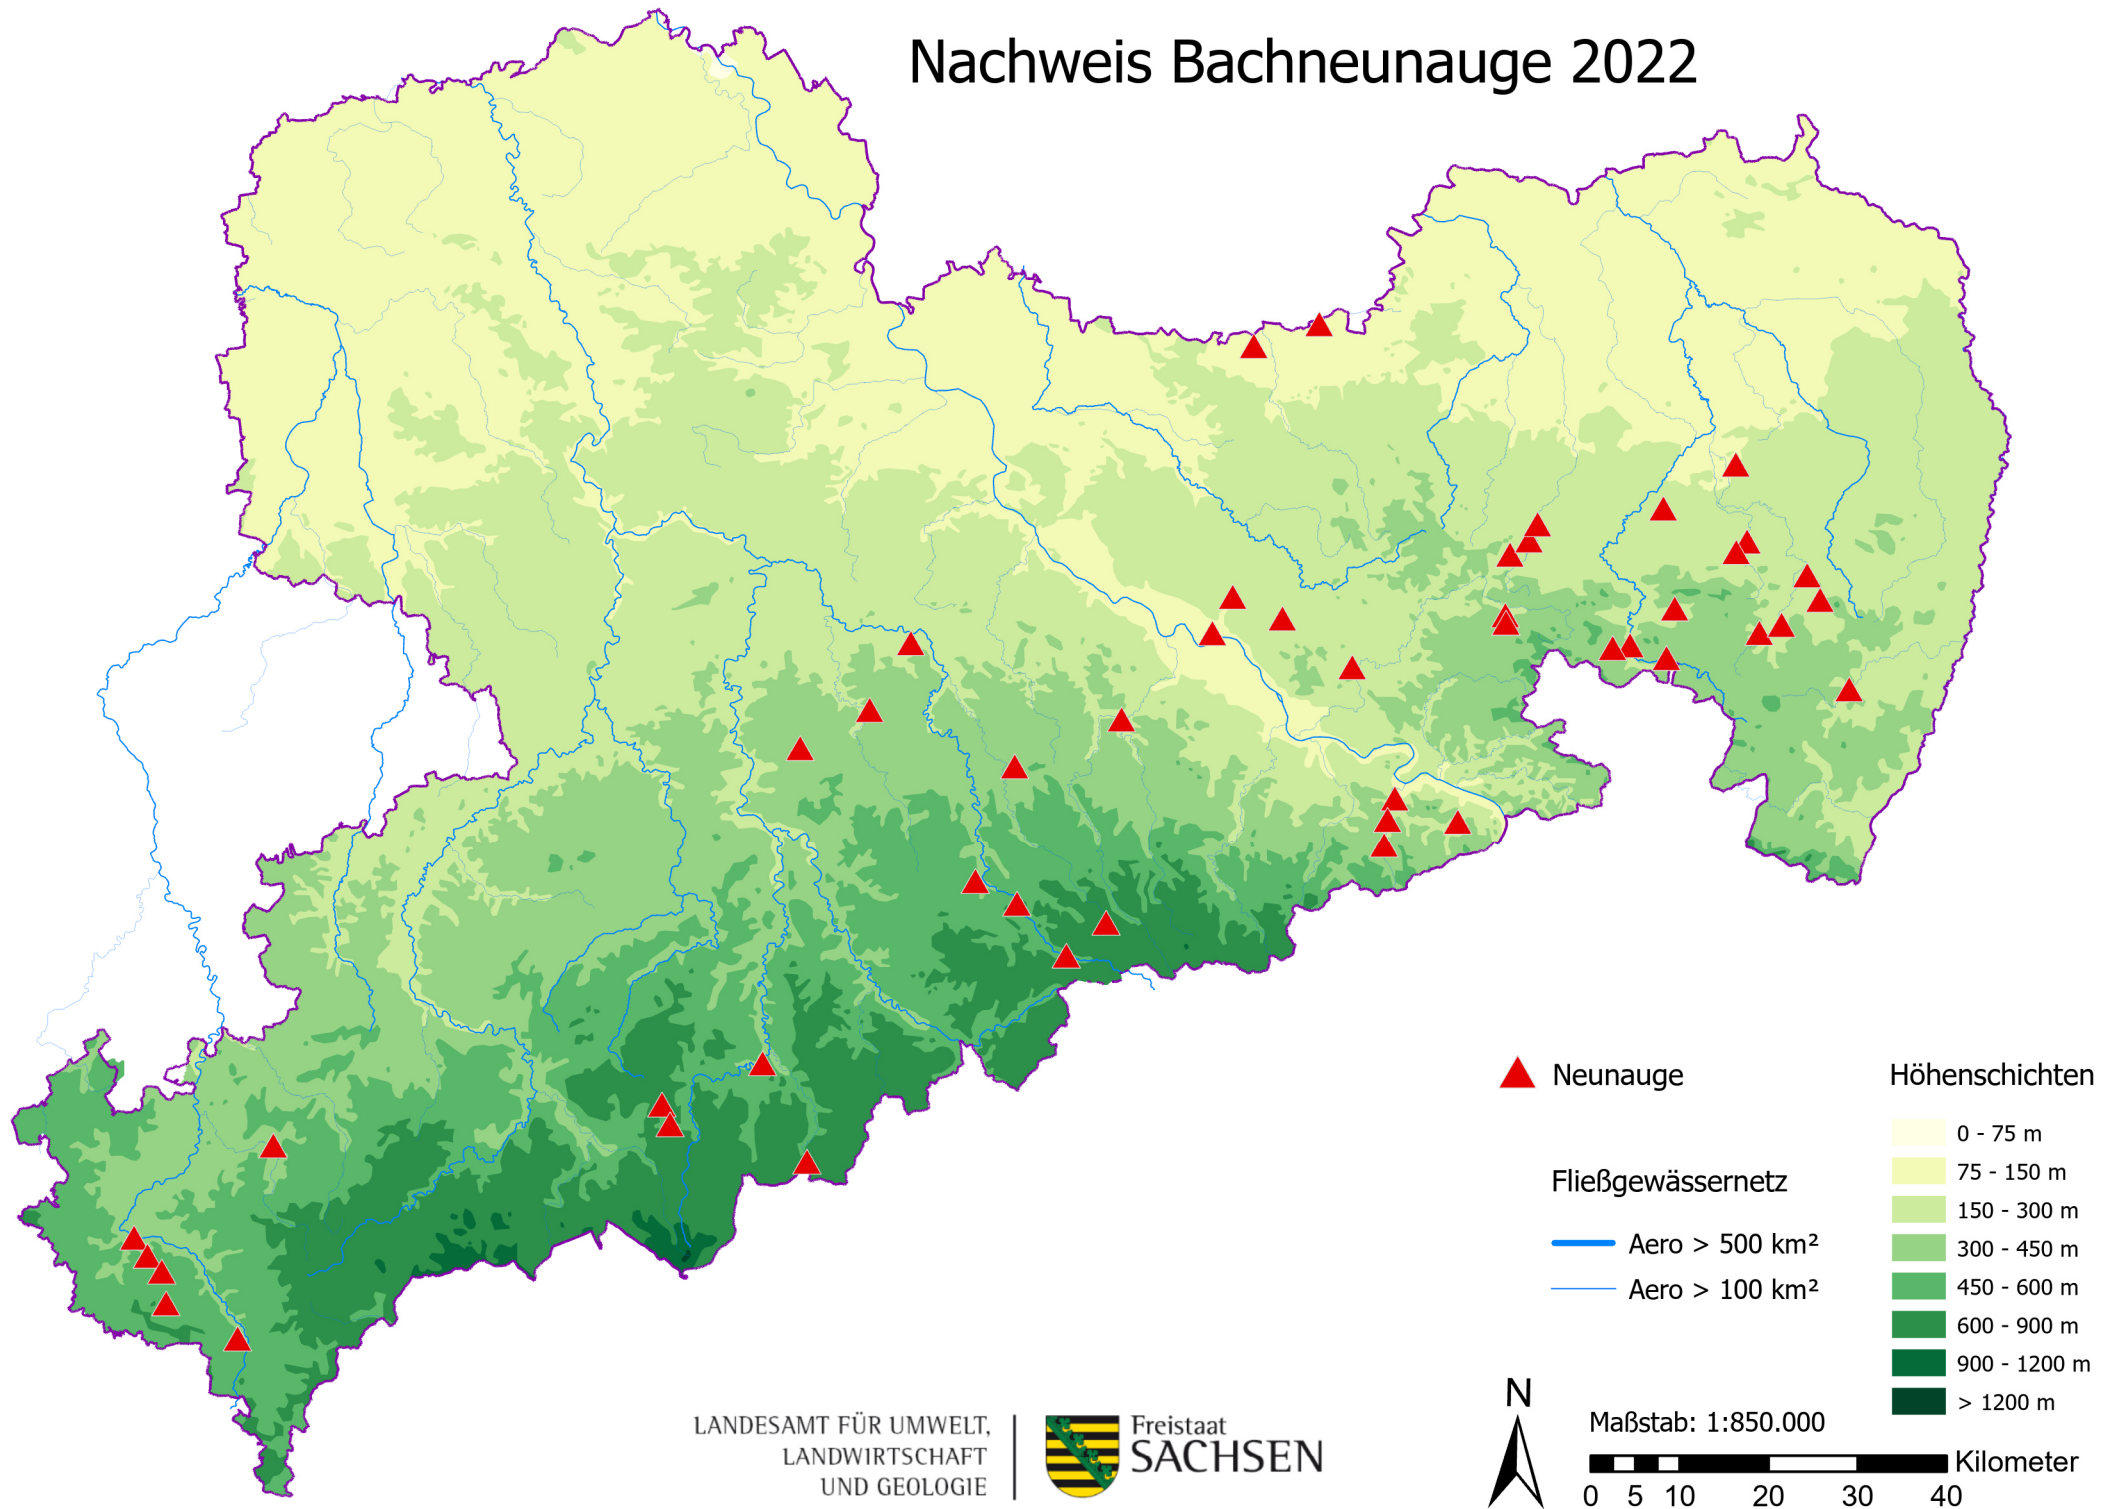 Nachweis Bachneunauge 2022
Neunauge
Fließgewässernetz
Aero > 500 km²
Aero > 100 km²
Höhenschichten
0 - 75 m
75 - 150 m
150 - 300 m
300 - 450 m
450 - 600 m
600 - 900 m
900 - 1200 m
> 1200 m
LANDESAMT FÜR UMWELT,
LANDWIRTSCHAFT
UND GEOLOGIE
Freistaat
SACHSEN
N
Maßstab: 1:850.000
Kilometer
0 5 10 20 30 40